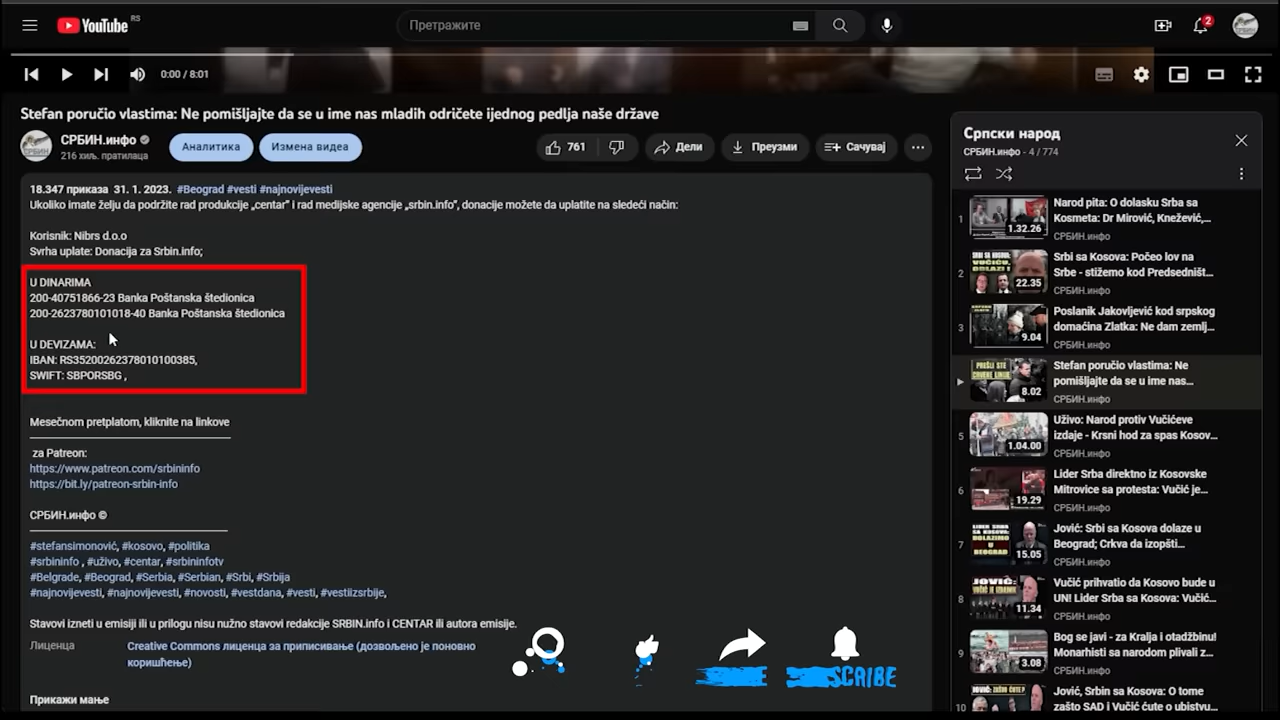 YouTube RS
Претражите
2
0:00 / 8:01
Stefan poručio vlastima: Ne pomišljajte da se u ime nas mladih odričete ijednog pedlja naše države
СРБИН.инфо
216 хиљ. пратилаца
Аналитика
Измена видеа
761
Дели
Преузми
Сачувај
18.347 приказа 31. 1. 2023. #Beograd #vesti #najnovijevesti
Ukoliko imate želju da podržite rad produkcije „centar" i rad medijske agencije „srbin.info", donacije možete da uplatite na sledeći način:
Korisnik: Nibrs d.o.o
Svrha uplate: Donacija za Srbin.info;
U DINARIMA
200-40751866-23 Banka Poštanska štedionica
200-2623780101018-40 Banka Poštanska štedionica
U DEVIZAMA:
IBAN: RS35200262378010100385,
SWIFT: SBPORSBG ,
Mesečnom pretplatom, kliknite na linkove
za Patreon:
https://www.patreon.com/srbininfo
https://bit.ly/patreon-srbin-info
СРБИН.инфо ©
#stefansimonović, #kosovo, #politika
#srbininfo , #uživo, #centar, #srbininfotv
#Belgrade, #Beograd, #Serbia, #Serbian, #Srbi, #Srbija
#najnovijevesti, #najnovijevesti, #novosti, #vestdana, #vesti, #vestiizsrbije,
Stavovi izneti u emisiji ili u prilogu nisu nužno stavovi redakcije SRBIN.info i CENTAR ili autora emisije.
Лиценца
Creative Commons лиценца за приписивање (дозвољено је поновно
коришћење)
Прикажи мање
SCRIBE
Српски народ
СРБИН.инфо - 4 / 774
1
1.32.26
Narod pita: O dolasku Srba sa
Kosmeta: Dr Mirović, Knežević,...
СРБИН.инфо
2
22.35
Srbi sa Kosova: Počeo lov na
Srbe - stižemo kod Predsedništ...
СРБИН.инфо
3
9.04
Poslanik Jakovljević kod srpskog
domaćina Zlatka: Ne dam zemlj...
СРБИН.инфо
PREŠLI STE
CRVENE LINIJE
8.02
Stefan poručio vlastima: Ne
pomišljajte da se u ime nas...
СРБИН.инфо
5
1.04.00
Uživo: Narod protiv Vučićeve
izdaje - Krsni hod za spas Kosov...
СРБИН.инфо
6
19.29
Lider Srba direktno iz Kosovske
Mitrovice sa protesta: Vučić je...
СРБИН.инфо
7
15.05
Jović: Srbi sa Kosova dolaze u
Beograd; Crkva da izopšti...
СРБИН.инфо
8
11.34
Vučić prihvatio da Kosovo bude u
UN! Lider Srba sa Kosova: Vučić...
СРБИН.инфо
9
3.08
Bog se javi - za Kralja i otadžbinu!
Monarhisti sa narodom plivali z...
СРБИН.инфо
10
Jović, Srbin sa Kosova: O tome
zašto SAD i Vučić ćute o ubistvu...